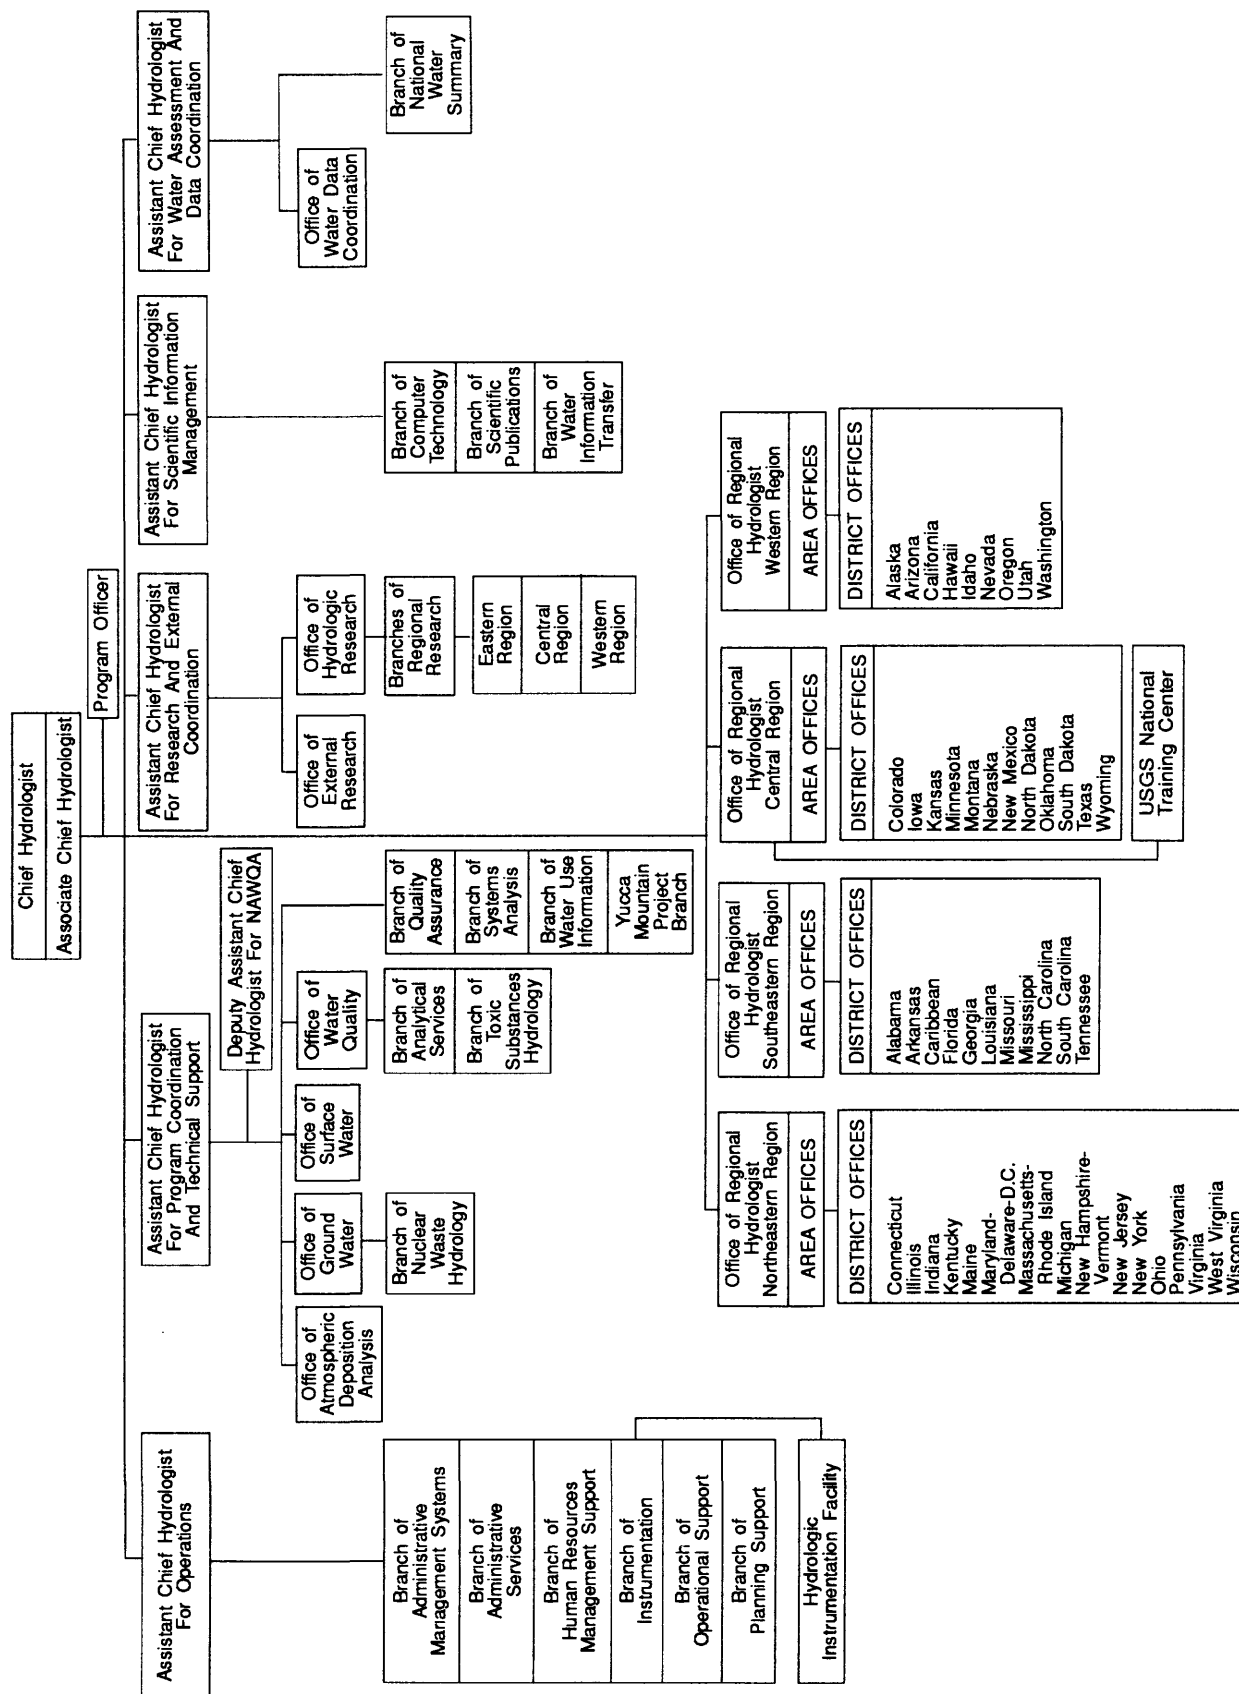 Chief Hydrologist
Associate Chief Hydrologist
Program Officer
Assistant Chief Hydrologist
For Operations
Assistant Chief Hydrologist
For Program Coordination
And Technical Support
Assistant Chief Hydrologist
For Research And External
Coordination
Assistant Chief Hydrologist
For Scientific Information
Management
Assistant Chief Hydrologist
For Water Assessment And
Data Coordination
Deputy Assistant Chief
Hydrologist For NAWQA
Office of
Atmospheric
Deposition
Analysis
Office of
Ground
Water
Office of
Surface
Water
Office of
Water
Quality
Office of
External
Research
Office of
Hydrologic
Research
Office of
Water Data
Coordination
Branch of
Administrative
Management Systems
Branch of
Administrative
Services
Branch of
Human Resources
Management Support
Branch of
Instrumentation
Branch of
Operational Support
Branch of
Planning Support
Hydrologic
Instrumentation Facility
Branch of
Nuclear
Waste
Hydrology
Branch of
Analytical
Services
Branch of
Toxic
Substances
Hydrology
Branch of
Quality
Assurance
Branch of
Systems
Analysis
Branch of
Water Use
Information
Yucca
Mountain
Project
Branch
Branches of
Regional
Research
Eastern
Region
Central
Region
Western
Region
Branch of
Computer
Technology
Branch of
Scientific
Publications
Branch of
Water
Information
Transfer
Branch of
National
Water
Summary
Office of Regional
Hydrologist
Northeastern Region
AREA OFFICES
DISTRICT OFFICES
Connecticut
Illinois
Iridiana
Kentucky
Maine
Maryland-
Delaware-D.C.
Massachusetts-
Rhode Island
Michigan
New Hampshire-
Vermont
New Jersey
New York
Ohio
Pennsylvania
Virginia
West Virginia
Wisconsin
Office of Regional
Hydrologist
Southeastern Region
AREA OFFICES
DISTRICT OFFICES
Alabama
Arkansas
Caribbean
Florida
Georgia
Louisiana
Missouri
Mississippi
North Carolina
South Carolina
Tennessee
Office of Regional
Hydrologist
Central Region
AREA OFFICES
DISTRICT OFFICES
Colorado
Iowa
Kansas
Minnesota
Montana
Nebraska
New Mexico
North Dakota
Oklahoma
South Dakota
Texas
Wyoming
USGS National
Training Center
Office of Regional
Hydrologist
Western Region
AREA OFFICES
DISTRICT OFFICES
Alaska
Arizona
California
Hawaii
Idaho
Nevada
Oregon
Utah
Washington